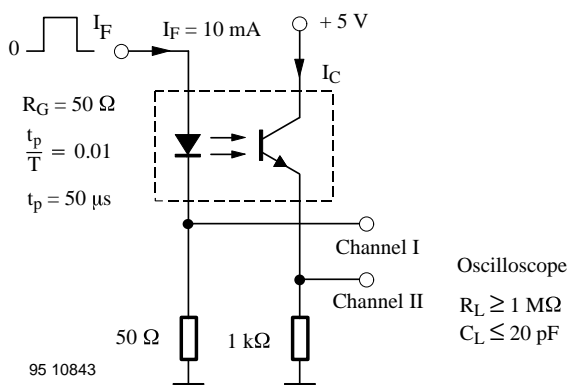 0
I_F
I_F = 10 mA
+ 5 V
I_C
R_G = 50 Ω
t_p/T = 0.01
t_p = 50 μs
Channel I
Channel II
50 Ω
1 kΩ
Oscilloscope
R_L ≥ 1 MΩ
C_L ≤ 20 pF
95 10843